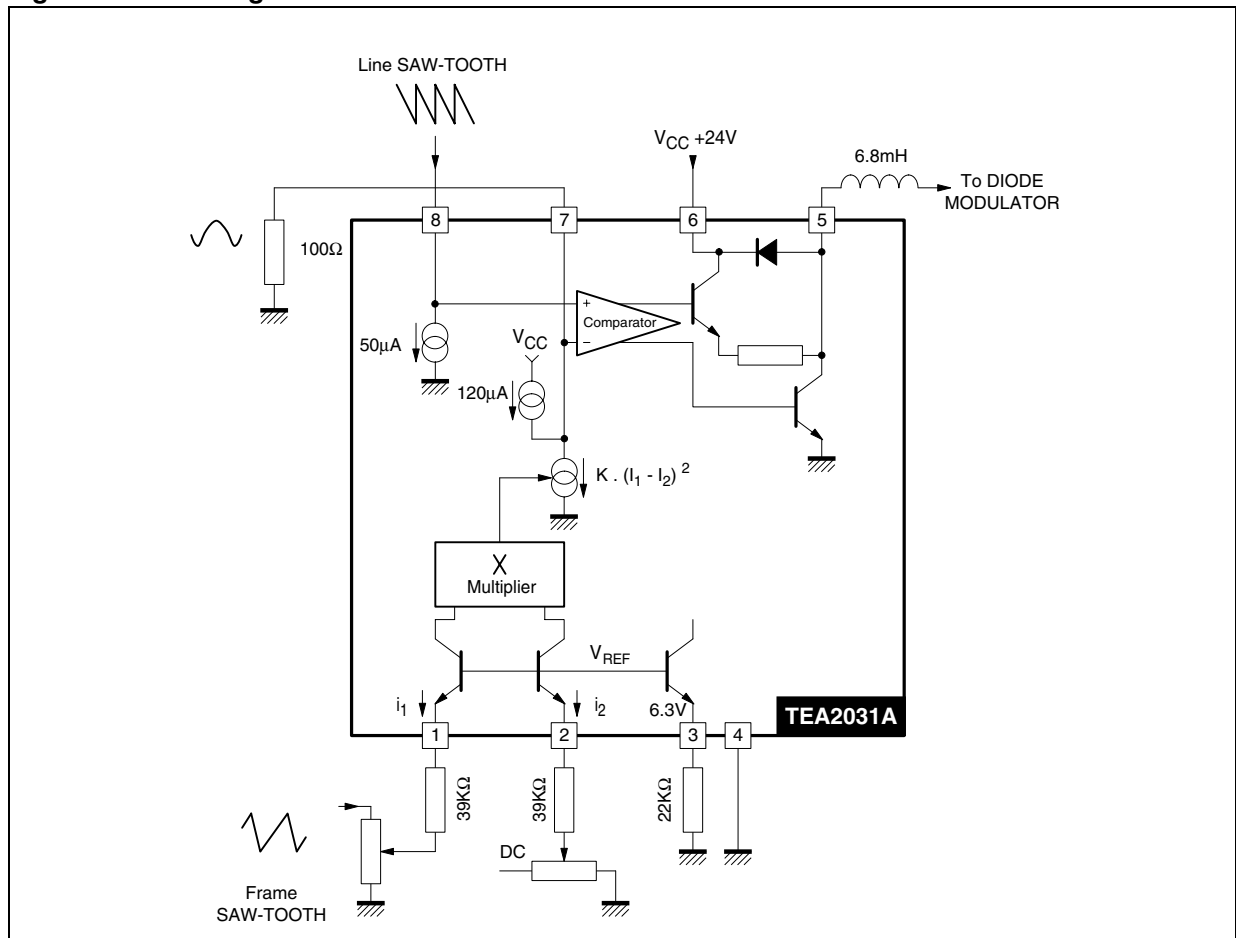 Line SAW-TOOTH
V_CC +24V
6.8mH
To DIODE
MODULATOR
8
7
6
5
100Ω
+
Comparator
−
50µA
V_CC
120µA
K . (I_1 - I_2) ^2
X
Multiplier
V_REF
i_1
i_2
6.3V
TEA2031A
1
2
3
4
39KΩ
39KΩ
22KΩ
DC
Frame
SAW-TOOTH